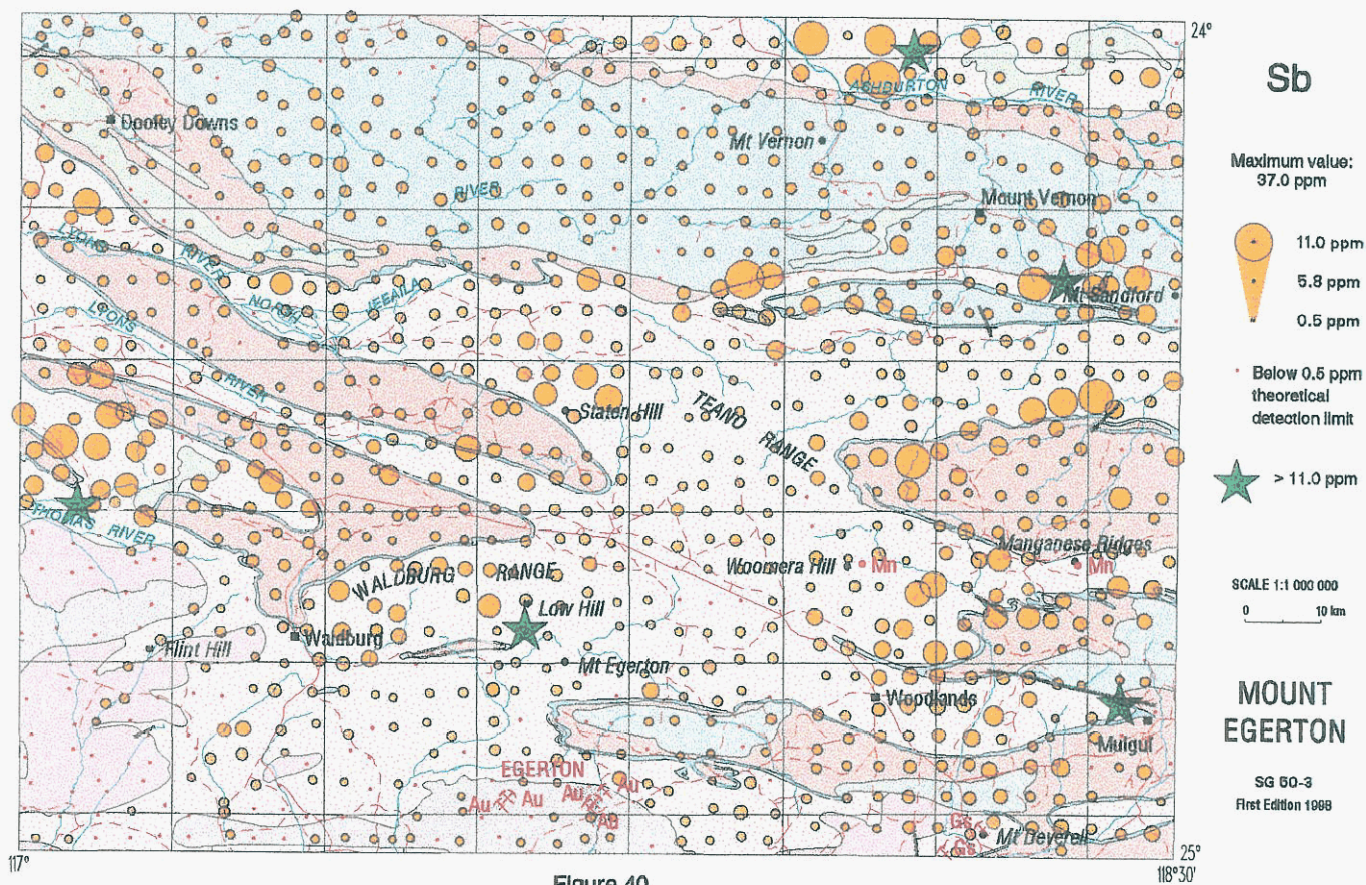 24°
Sb
ASHBURTON
RIVER
Dooley Downs
Mt Vernon
Maximum value:
37.0 ppm
RIVER
Mount Vernon
11.0 ppm
LYONS
RIVER
5.8 ppm
NORTH
Mt Sandford
0.5 ppm
LYONS
RIVER
Below 0.5 ppm
theoretical
detection limit
TEANO
RANGE
Staten Hill
> 11.0 ppm
THOMAS RIVER
Manganese Ridges
WALDBURG
RANGE
Woomera Hill
Mn
Mn
SCALE 1:1 000 000
0
10 km
Low Hill
Waldburg
Flint Hill
Mt Egerton
MOUNT
EGERTON
Woodlands
Mulgul
EGERTON
SG 50-3
First Edition 1998
Au
Au
Au
Au
Au
Gs
Mt Deverell
Gs
117°
25°
118°30'
Figure 40